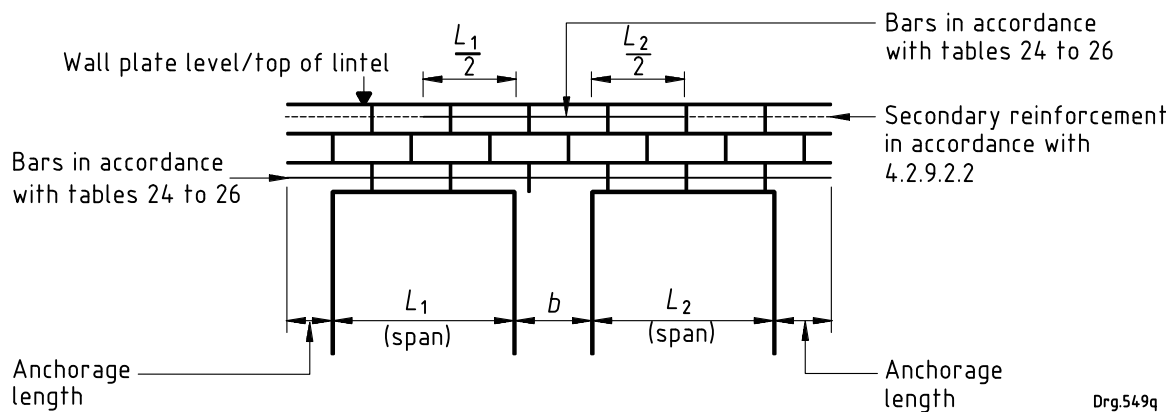 Bars in accordance
with tables 24 to 26
L1
2
L2
2
Wall plate level/top of lintel
Secondary reinforcement
in accordance with
4.2.9.2.2
Bars in accordance
with tables 24 to 26
L1
(span)
b
L2
(span)
Anchorage
length
Anchorage
length
Drg.549q